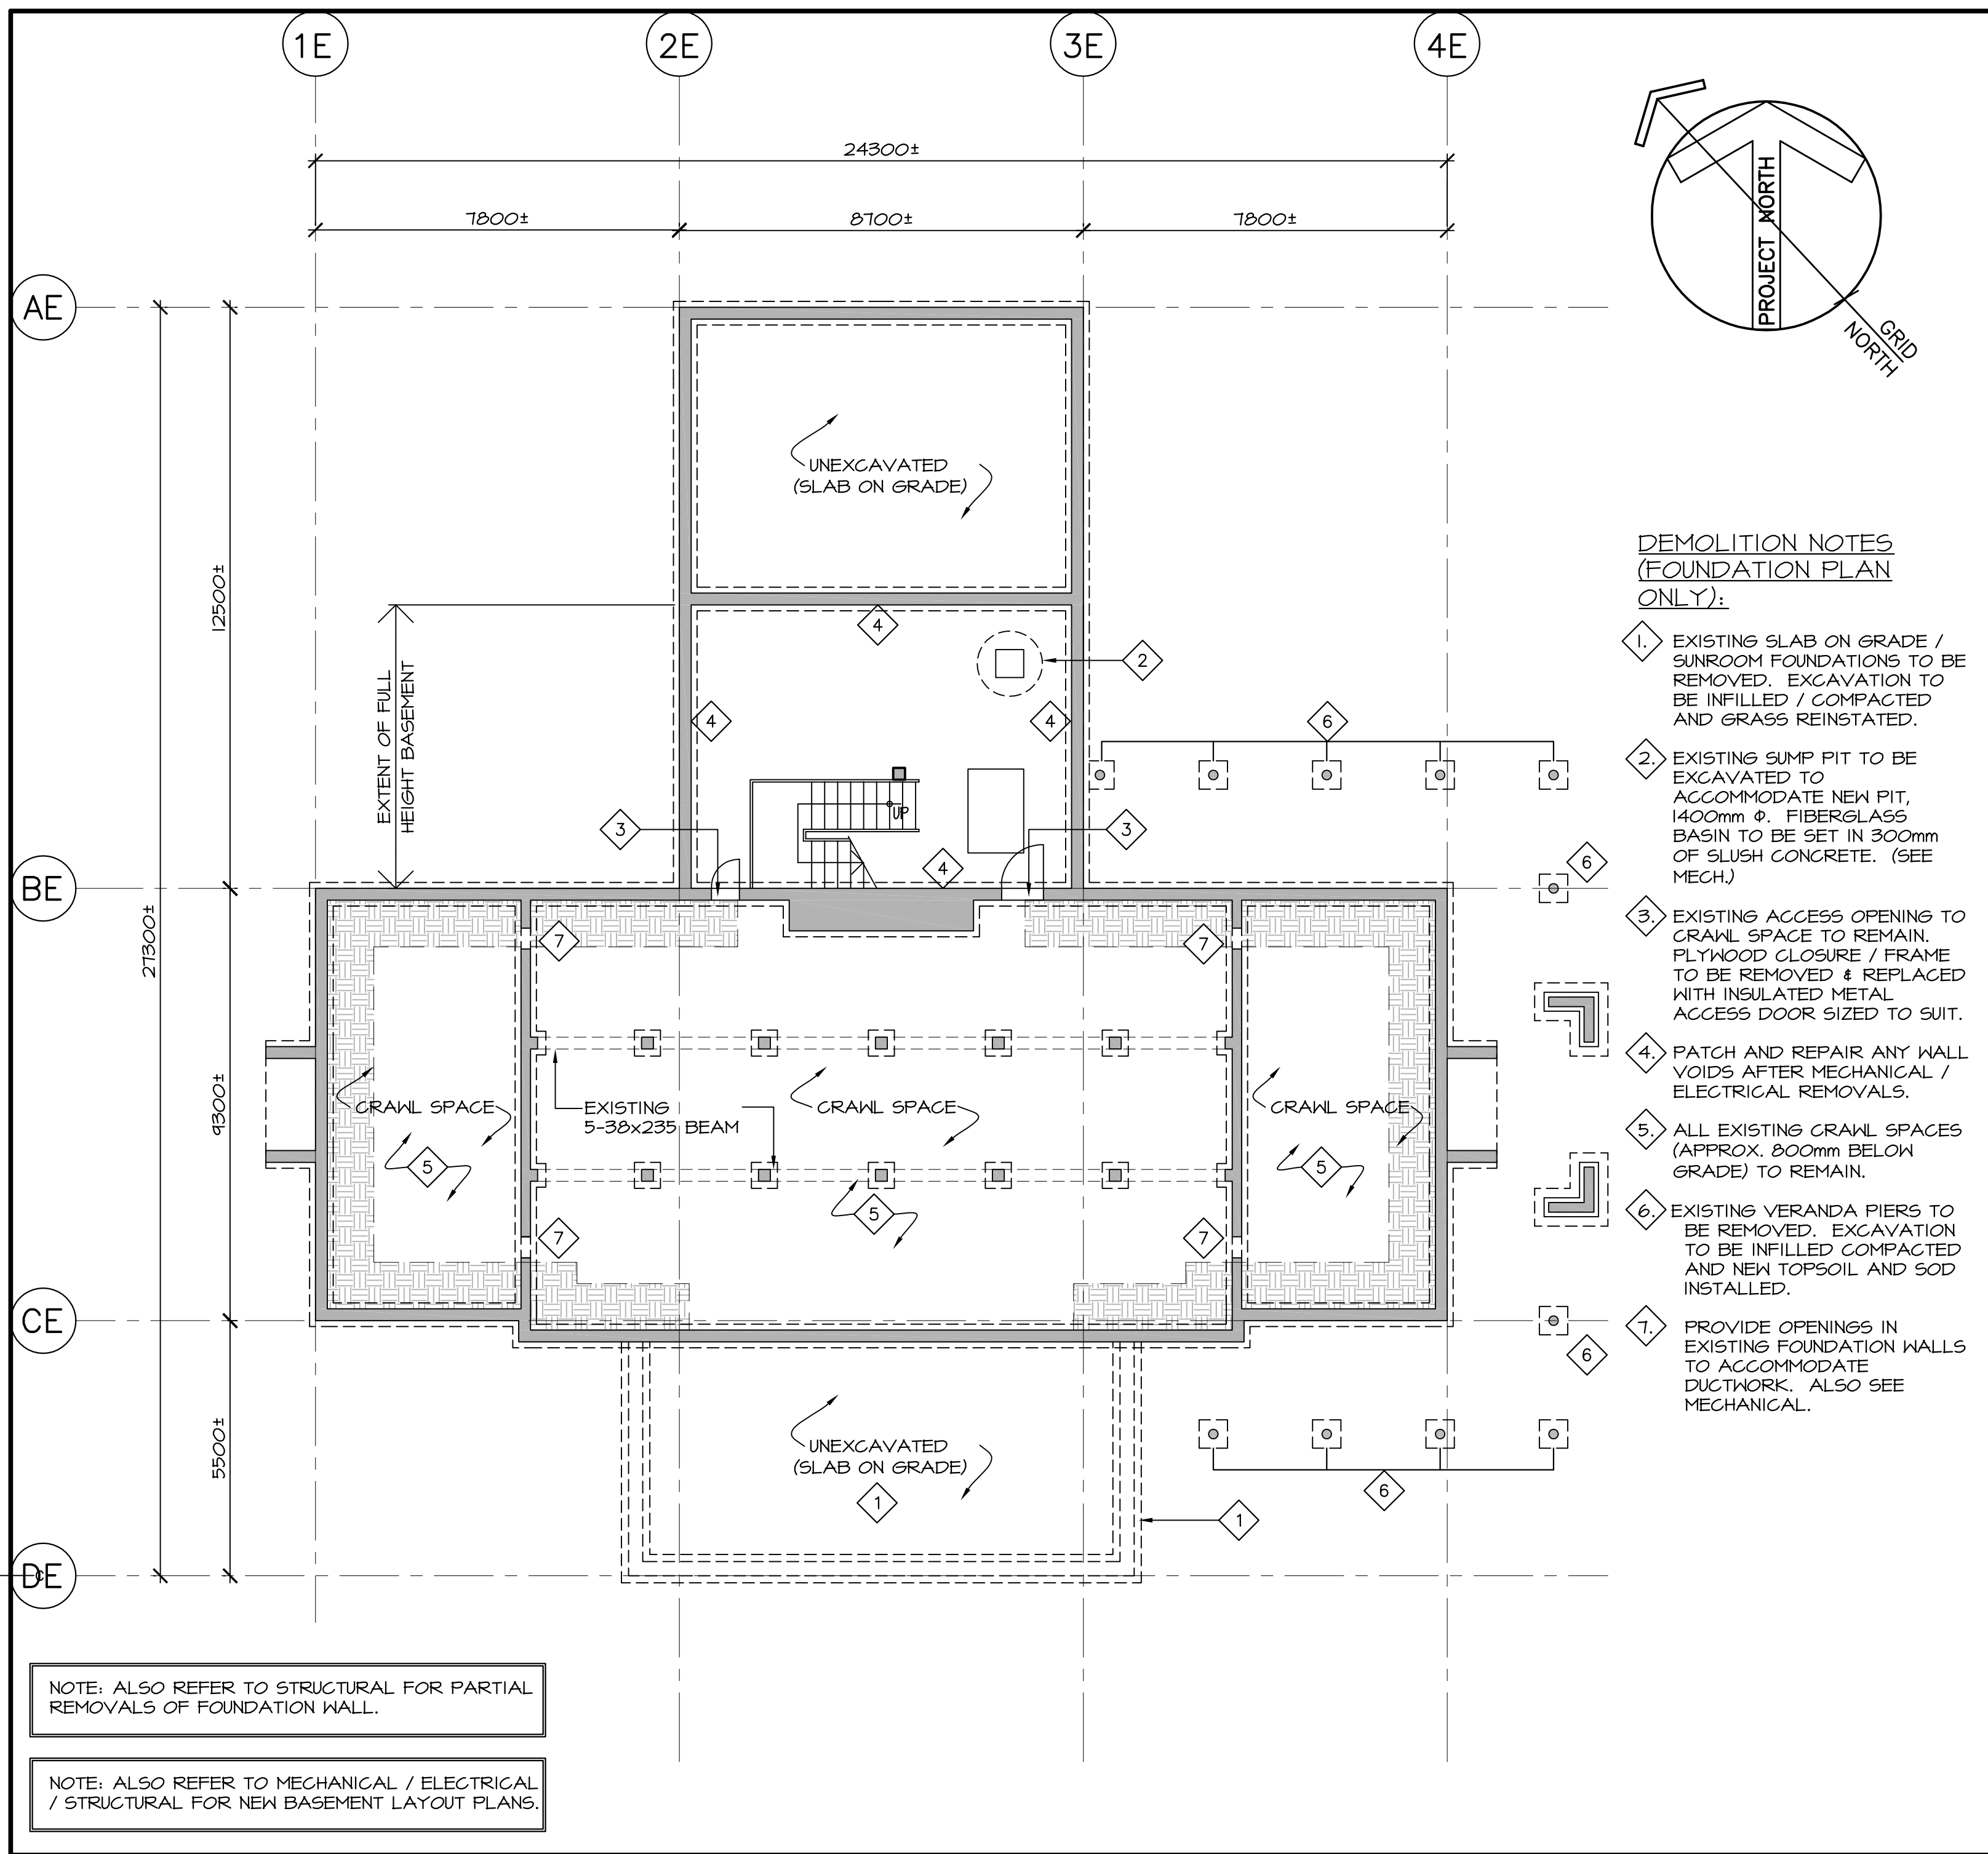 1E
2E
3E
4E
24300±
7800±
8700±
7800±
PROJECT NORTH
GRID
NORTH
AE
BE
CE
DE
C
12500±
27300±
9300±
5500±
EXTENT OF FULL
HEIGHT BASEMENT
UNEXCAVATED
(SLAB ON GRADE)
4
2
4
4
6
3
UP
3
4
6
7
7
CRAWL SPACE
EXISTING
5-38x235 BEAM
CRAWL SPACE
CRAWL SPACE
5
5
5
7
7
6
UNEXCAVATED
(SLAB ON GRADE)
1
1
6
DEMOLITION NOTES
(FOUNDATION PLAN
ONLY):
1. EXISTING SLAB ON GRADE /
SUNROOM FOUNDATIONS TO BE
REMOVED. EXCAVATION TO
BE INFILLED / COMPACTED
AND GRASS REINSTATED.
2. EXISTING SUMP PIT TO BE
EXCAVATED TO
ACCOMMODATE NEW PIT,
1400mm Φ. FIBERGLASS
BASIN TO BE SET IN 300mm
OF SLUSH CONCRETE. (SEE
MECH.)
3. EXISTING ACCESS OPENING TO
CRAWL SPACE TO REMAIN.
PLYWOOD CLOSURE / FRAME
TO BE REMOVED & REPLACED
WITH INSULATED METAL
ACCESS DOOR SIZED TO SUIT.
4. PATCH AND REPAIR ANY WALL
VOIDS AFTER MECHANICAL /
ELECTRICAL REMOVALS.
5. ALL EXISTING CRAWL SPACES
(APPROX. 800mm BELOW
GRADE) TO REMAIN.
6. EXISTING VERANDA PIERS TO
BE REMOVED. EXCAVATION
TO BE INFILLED COMPACTED
AND NEW TOPSOIL AND SOD
INSTALLED.
7. PROVIDE OPENINGS IN
EXISTING FOUNDATION WALLS
TO ACCOMMODATE
DUCTWORK. ALSO SEE
MECHANICAL.
NOTE: ALSO REFER TO STRUCTURAL FOR PARTIAL
REMOVALS OF FOUNDATION WALL.
NOTE: ALSO REFER TO MECHANICAL / ELECTRICAL
/ STRUCTURAL FOR NEW BASEMENT LAYOUT PLANS.